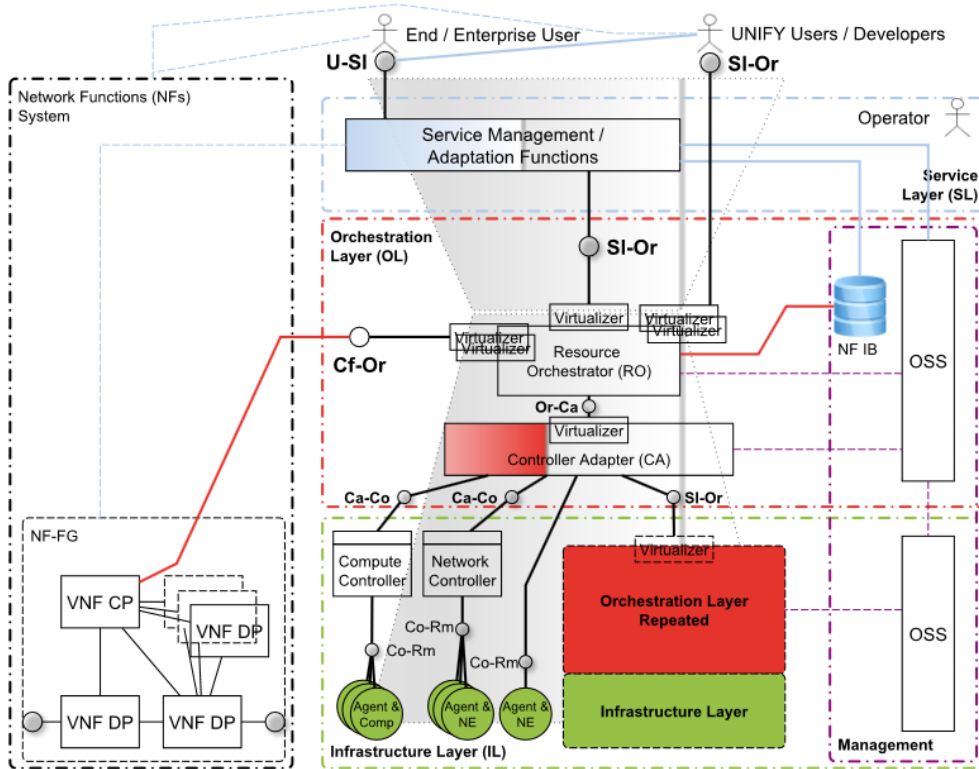 End / Enterprise User
UNIFY Users / Developers
U-Sl
Sl-Or
Network Functions (NFs)
System
Operator
Service Management /
Adaptation Functions
Service
Layer (SL)
Orchestration
Layer (OL)
Sl-Or
Virtualizer
Virtualizer
Virtualizer
Virtualizer
Virtualizer
Cf-Or
Resource
Orchestrator (RO)
NF IB
OSS
Or-Ca
Virtualizer
Controller Adapter (CA)
Ca-Co
Ca-Co
Sl-Or
NF-FG
Compute
Controller
Network
Controller
Virtualizer
VNF CP
VNF DP
Orchestration Layer
Repeated
OSS
Co-Rm
Co-Rm
Co-Rm
VNF DP
VNF DP
Agent &
Comp
Agent &
NE
Agent &
NE
Infrastructure Layer
Infrastructure Layer (IL)
Management